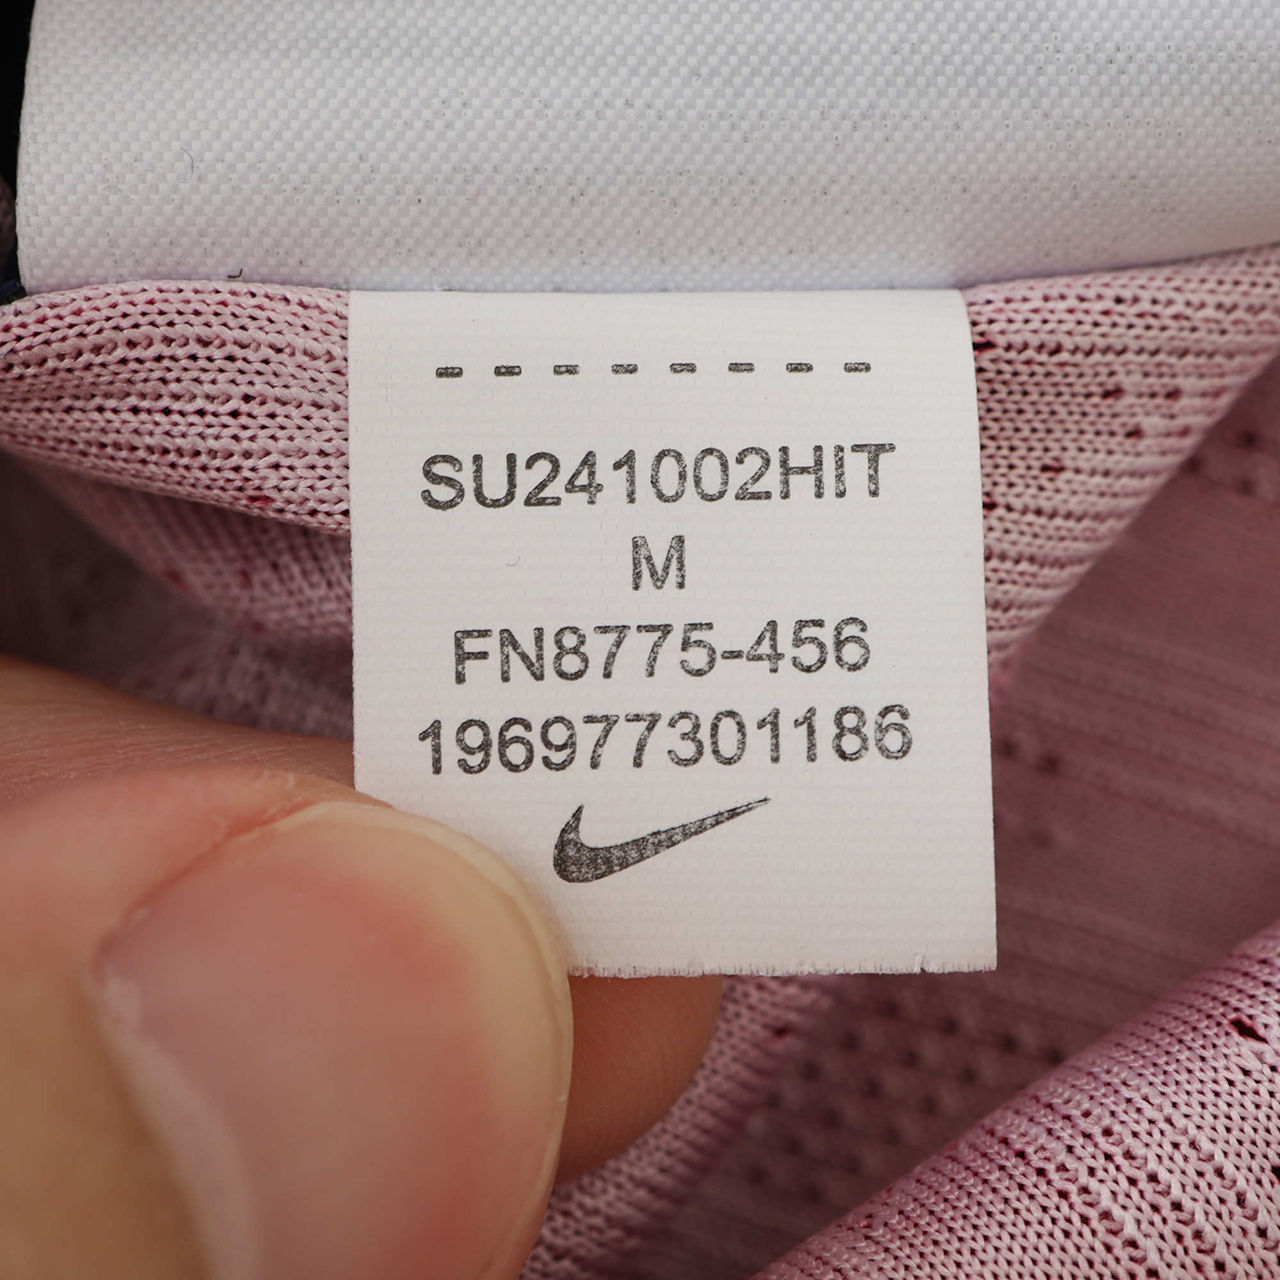 --------
SU241002HIT
M
FN8775-456
196977301186